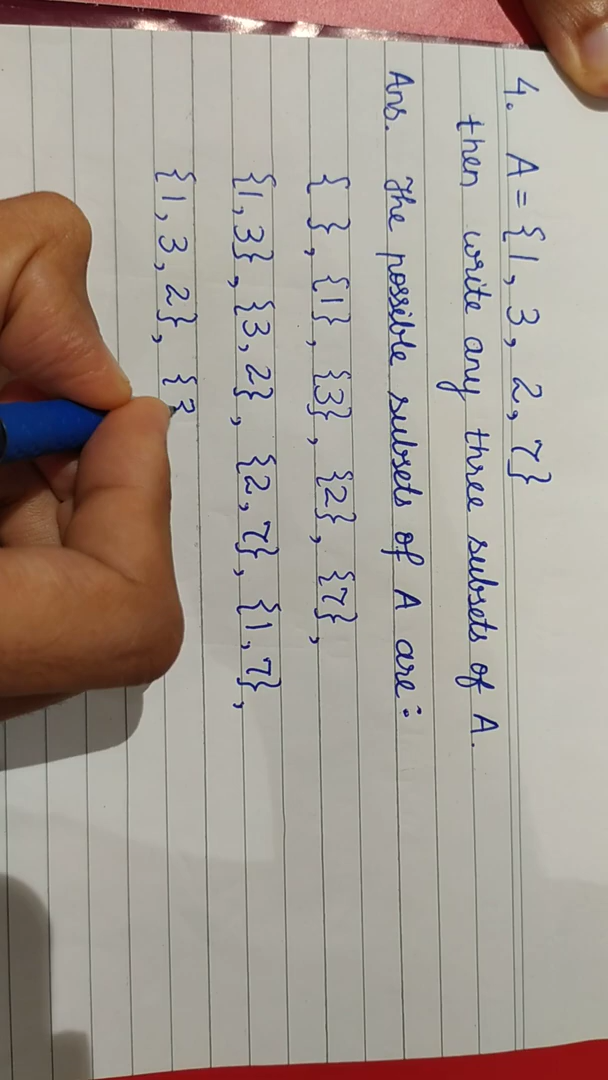 4. A = {1, 3, 2, 7}
then write any three subsets of A.
Ans. The possible subsets of A are:
{ }, {1}, {3}, {2}, {7},
{1, 3}, {3, 2}, {2, 7}, {1, 7},
{1, 3, 2}, {3